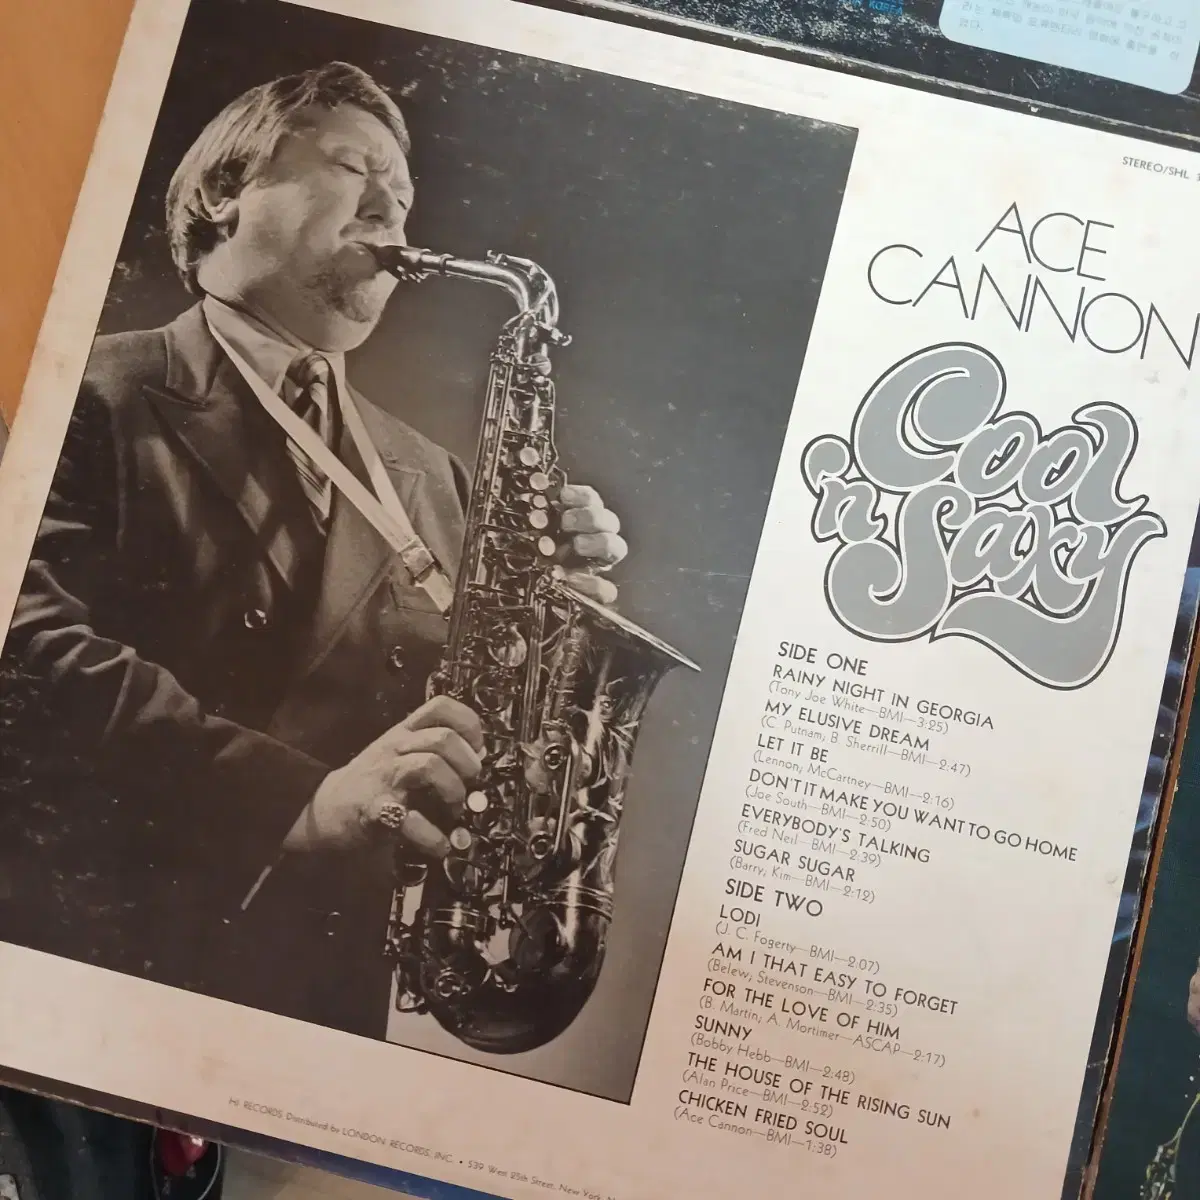 KOREA
STEREO/SHL
ACE
CANNON
Cool
'n Saxy
SIDE ONE
RAINY NIGHT IN GEORGIA
(Tony Joe White—BMI—3:25)
MY ELUSIVE DREAM
(C. Putnam, B. Sherrill—BMI—2:47)
LET IT BE
(Lennon, McCartney—BMI—2:16)
DON'T IT MAKE YOU WANT TO GO HOME
(Joe South—BMI—2:50)
EVERYBODY'S TALKING
(Fred Neil—BMI—2:39)
SUGAR SUGAR
(Barry, Kim—BMI—2:12)
SIDE TWO
LODI
(J. C. Fogerty—BMI—2:07)
AM I THAT EASY TO FORGET
(Belew, Stevenson—BMI—2:35)
FOR THE LOVE OF HIM
(B. Martin, A. Mortimer—ASCAP—2:17)
SUNNY
(Bobby Hebb—BMI—2:48)
THE HOUSE OF THE RISING SUN
(Alan Price—BMI—2:52)
CHICKEN FRIED SOUL
(Ace Cannon—BMI—1:38)
HI RECORDS Distributed by LONDON RECORDS, INC. • 539 West 25th Street, New York, N